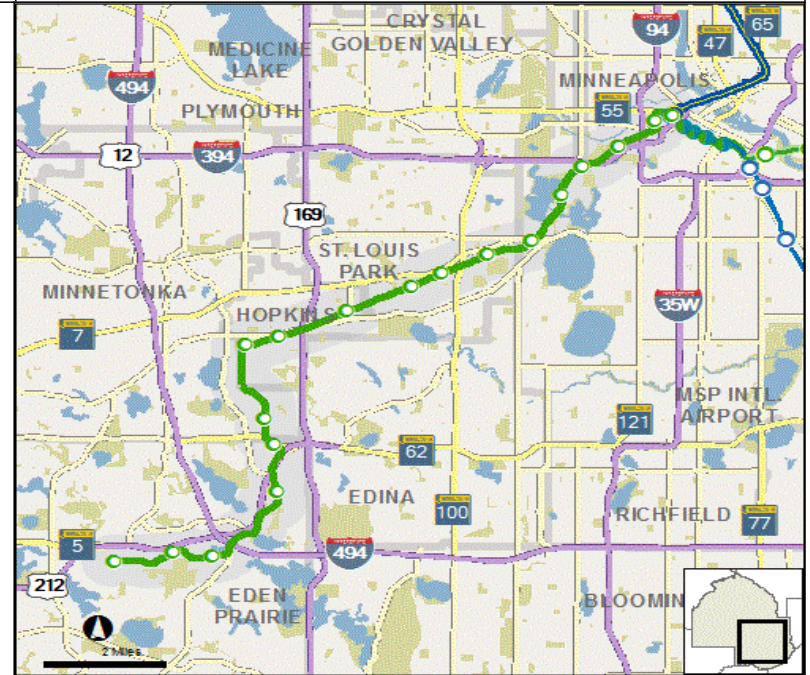 CRYSTAL
65
94
47
GOLDEN VALLEY
MEDICINE
LAKE
494
MINNEAPOLIS
55
PLYMOUTH
12
394
169
ST. LOUIS
PARK
MINNETONKA
HOPKINS
35W
7
MSP INTL.
AIRPORT
121
62
EDINA
100
RICHFIELD
77
5
494
212
EDEN
PRAIRIE
BLOOMIN
2 Miles